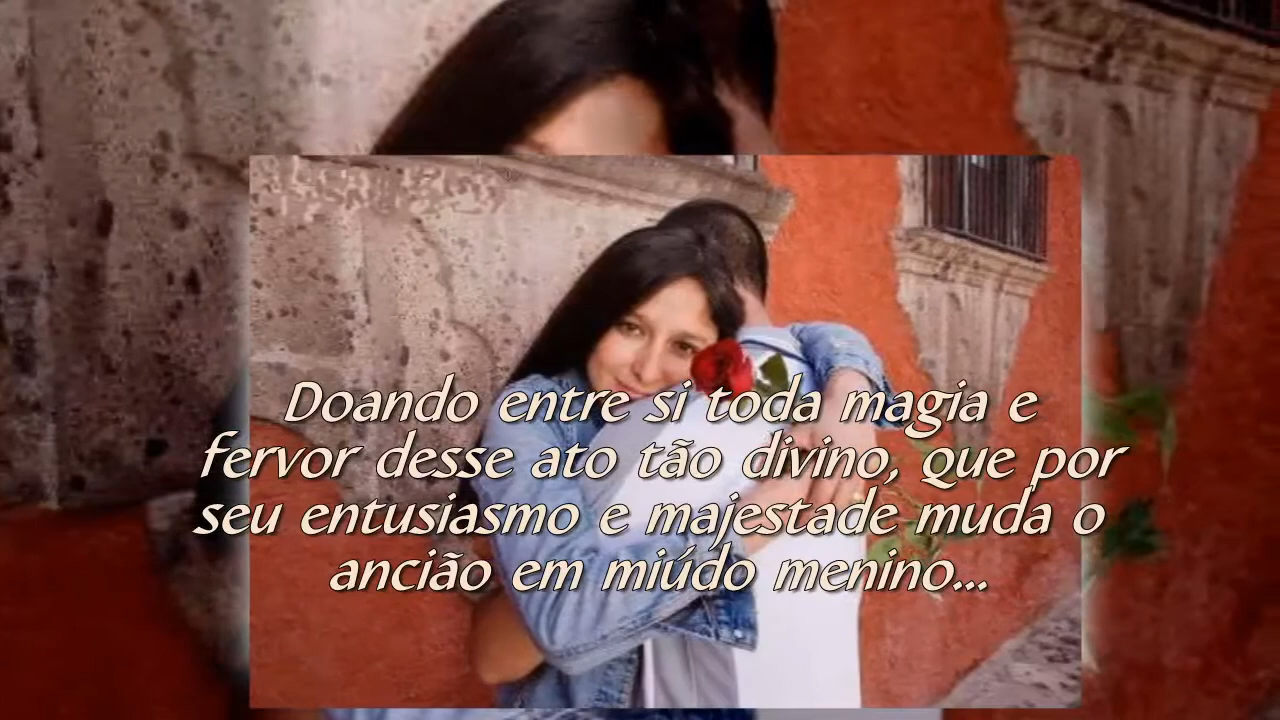 Doando entre si toda magia e
fervor desse ato tão divino, que por
seu entusiasmo e majestade muda o
ancião em miúdo menino...